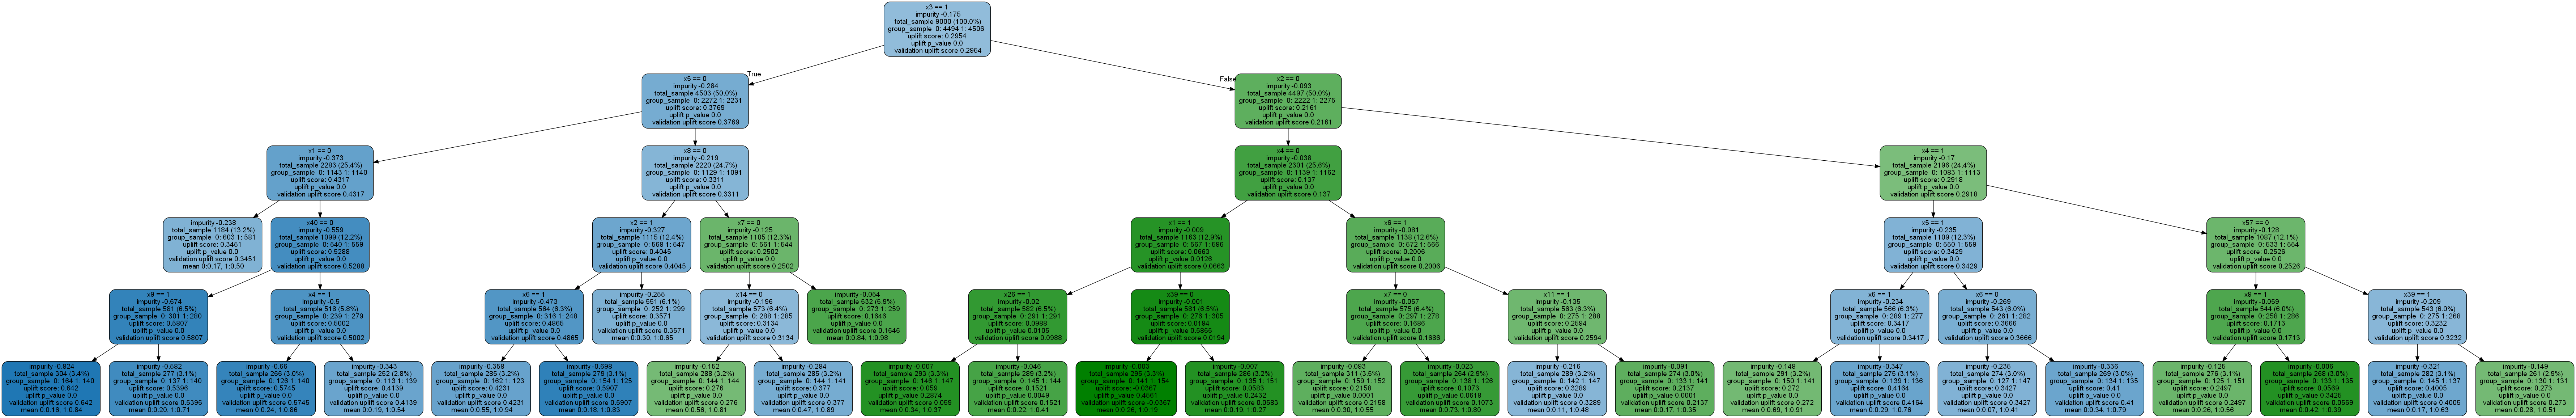 x3 == 1
impurity -0.175
total_sample 9000 (100.0%)
group_sample 0: 4494 1: 4506
uplift score: 0.2954
uplift p_value 0.0
validation uplift score 0.2954
True
False
x5 == 0
impurity -0.284
total_sample 4503 (50.0%)
group_sample 0: 2272 1: 2231
uplift score: 0.3769
uplift p_value 0.0
validation uplift score 0.3769
x2 == 0
impurity -0.093
total_sample 4497 (50.0%)
group_sample 0: 2222 1: 2275
uplift score: 0.2161
uplift p_value 0.0
validation uplift score 0.2161
x1 == 0
impurity -0.373
total_sample 2283 (25.4%)
group_sample 0: 1143 1: 1140
uplift score: 0.4317
uplift p_value 0.0
validation uplift score 0.4317
x8 == 0
impurity -0.219
total_sample 2220 (24.7%)
group_sample 0: 1129 1: 1091
uplift score: 0.3311
uplift p_value 0.0
validation uplift score 0.3311
x4 == 0
impurity -0.038
total_sample 2301 (25.6%)
group_sample 0: 1139 1: 1162
uplift score: 0.137
uplift p_value 0.0
validation uplift score 0.137
x4 == 1
impurity -0.17
total_sample 2196 (24.4%)
group_sample 0: 1083 1: 1113
uplift score: 0.2918
uplift p_value 0.0
validation uplift score 0.2918
impurity -0.238
total_sample 1184 (13.2%)
group_sample 0: 603 1: 581
uplift score: 0.3451
uplift p_value 0.0
validation uplift score 0.3451
mean 0:0.17, 1:0.50
x40 == 0
impurity -0.559
total_sample 1099 (12.2%)
group_sample 0: 540 1: 559
uplift score: 0.5288
uplift p_value 0.0
validation uplift score 0.5288
x2 == 1
impurity -0.327
total_sample 1115 (12.4%)
group_sample 0: 568 1: 547
uplift score: 0.4045
uplift p_value 0.0
validation uplift score 0.4045
x7 == 0
impurity -0.125
total_sample 1105 (12.3%)
group_sample 0: 561 1: 544
uplift score: 0.2502
uplift p_value 0.0
validation uplift score 0.2502
x1 == 1
impurity -0.009
total_sample 1163 (12.9%)
group_sample 0: 567 1: 596
uplift score: 0.0663
uplift p_value 0.0126
validation uplift score 0.0663
x6 == 1
impurity -0.081
total_sample 1138 (12.6%)
group_sample 0: 572 1: 566
uplift score: 0.2006
uplift p_value 0.0
validation uplift score 0.2006
x5 == 1
impurity -0.235
total_sample 1109 (12.3%)
group_sample 0: 550 1: 559
uplift score: 0.3429
uplift p_value 0.0
validation uplift score 0.3429
x57 == 0
impurity -0.128
total_sample 1087 (12.1%)
group_sample 0: 533 1: 554
uplift score: 0.2526
uplift p_value 0.0
validation uplift score 0.2526
x9 == 1
impurity -0.674
total_sample 581 (6.5%)
group_sample 0: 301 1: 280
uplift score: 0.5807
uplift p_value 0.0
validation uplift score 0.5807
x4 == 1
impurity -0.5
total_sample 518 (5.8%)
group_sample 0: 239 1: 279
uplift score: 0.5002
uplift p_value 0.0
validation uplift score 0.5002
x6 == 1
impurity -0.473
total_sample 564 (6.3%)
group_sample 0: 316 1: 248
uplift score: 0.4865
uplift p_value 0.0
validation uplift score 0.4865
impurity -0.255
total_sample 551 (6.1%)
group_sample 0: 252 1: 299
uplift score: 0.3571
uplift p_value 0.0
validation uplift score 0.3571
mean 0:0.30, 1:0.65
x14 == 0
impurity -0.196
total_sample 573 (6.4%)
group_sample 0: 288 1: 285
uplift score: 0.3134
uplift p_value 0.0
validation uplift score 0.3134
impurity -0.054
total_sample 532 (5.9%)
group_sample 0: 273 1: 259
uplift score: 0.1646
uplift p_value 0.0
validation uplift score 0.1646
mean 0:0.84, 1:0.98
x26 == 1
impurity -0.02
total_sample 582 (6.5%)
group_sample 0: 291 1: 291
uplift score: 0.0988
uplift p_value 0.0105
validation uplift score 0.0988
x39 == 0
impurity -0.001
total_sample 581 (6.5%)
group_sample 0: 276 1: 305
uplift score: 0.0194
uplift p_value 0.5865
validation uplift score 0.0194
x7 == 0
impurity -0.057
total_sample 575 (6.4%)
group_sample 0: 297 1: 278
uplift score: 0.1686
uplift p_value 0.0
validation uplift score 0.1686
x11 == 1
impurity -0.135
total_sample 563 (6.3%)
group_sample 0: 275 1: 288
uplift score: 0.2594
uplift p_value 0.0
validation uplift score 0.2594
x6 == 1
impurity -0.234
total_sample 566 (6.3%)
group_sample 0: 289 1: 277
uplift score: 0.3417
uplift p_value 0.0
validation uplift score 0.3417
x6 == 0
impurity -0.269
total_sample 543 (6.0%)
group_sample 0: 261 1: 282
uplift score: 0.3666
uplift p_value 0.0
validation uplift score 0.3666
x9 == 1
impurity -0.059
total_sample 544 (6.0%)
group_sample 0: 258 1: 286
uplift score: 0.1713
uplift p_value 0.0
validation uplift score 0.1713
x39 == 1
impurity -0.209
total_sample 543 (6.0%)
group_sample 0: 275 1: 268
uplift score: 0.3232
uplift p_value 0.0
validation uplift score 0.3232
impurity -0.824
total_sample 304 (3.4%)
group_sample 0: 164 1: 140
uplift score: 0.642
uplift p_value 0.0
validation uplift score 0.642
mean 0:0.16, 1:0.84
impurity -0.582
total_sample 277 (3.1%)
group_sample 0: 137 1: 140
uplift score: 0.5396
uplift p_value 0.0
validation uplift score 0.5396
mean 0:0.20, 1:0.71
impurity -0.66
total_sample 266 (3.0%)
group_sample 0: 126 1: 140
uplift score: 0.5745
uplift p_value 0.0
validation uplift score 0.5745
mean 0:0.24, 1:0.86
impurity -0.343
total_sample 252 (2.8%)
group_sample 0: 113 1: 139
uplift score: 0.4139
uplift p_value 0.0
validation uplift score 0.4139
mean 0:0.19, 1:0.54
impurity -0.358
total_sample 285 (3.2%)
group_sample 0: 162 1: 123
uplift score: 0.4231
uplift p_value 0.0
validation uplift score 0.4231
mean 0:0.55, 1:0.94
impurity -0.698
total_sample 279 (3.1%)
group_sample 0: 154 1: 125
uplift score: 0.5907
uplift p_value 0.0
validation uplift score 0.5907
mean 0:0.18, 1:0.83
impurity -0.152
total_sample 288 (3.2%)
group_sample 0: 144 1: 144
uplift score: 0.276
uplift p_value 0.0
validation uplift score 0.276
mean 0:0.56, 1:0.81
impurity -0.284
total_sample 285 (3.2%)
group_sample 0: 144 1: 141
uplift score: 0.377
uplift p_value 0.0
validation uplift score 0.377
mean 0:0.47, 1:0.89
impurity -0.007
total_sample 293 (3.3%)
group_sample 0: 146 1: 147
uplift score: 0.059
uplift p_value 0.2874
validation uplift score 0.059
mean 0:0.34, 1:0.37
impurity -0.046
total_sample 289 (3.2%)
group_sample 0: 145 1: 144
uplift score: 0.1521
uplift p_value 0.0049
validation uplift score 0.1521
mean 0:0.22, 1:0.41
impurity -0.003
total_sample 295 (3.3%)
group_sample 0: 141 1: 154
uplift score: -0.0367
uplift p_value 0.4561
validation uplift score -0.0367
impurity -0.007
total_sample 286 (3.2%)
group_sample 0: 135 1: 151
uplift score: 0.0583
uplift p_value 0.2432
validation uplift score 0.0583
mean 0:0.19, 1:0.27
impurity -0.093
total_sample 311 (3.5%)
group_sample 0: 159 1: 152
uplift score: 0.2158
uplift p_value 0.0001
validation uplift score 0.2158
mean 0:0.30, 1:0.55
impurity -0.023
total_sample 264 (2.9%)
group_sample 0: 138 1: 126
uplift score: 0.1073
uplift p_value 0.0618
validation uplift score 0.1073
mean 0:0.73, 1:0.80
impurity -0.216
total_sample 289 (3.2%)
group_sample 0: 142 1: 147
uplift score: 0.3289
uplift p_value 0.0
validation uplift score 0.3289
mean 0:0.11, 1:0.48
impurity -0.091
total_sample 274 (3.0%)
group_sample 0: 133 1: 141
uplift score: 0.2137
uplift p_value 0.0001
validation uplift score 0.2137
mean 0:0.17, 1:0.35
impurity -0.148
total_sample 291 (3.2%)
group_sample 0: 150 1: 141
uplift score: 0.272
uplift p_value 0.0
validation uplift score 0.272
mean 0:0.69, 1:0.91
impurity -0.347
total_sample 275 (3.1%)
group_sample 0: 139 1: 136
uplift score: 0.4164
uplift p_value 0.0
validation uplift score 0.4164
mean 0:0.29, 1:0.76
impurity -0.235
total_sample 274 (3.0%)
group_sample 0: 127 1: 147
uplift score: 0.3427
uplift p_value 0.0
validation uplift score 0.3427
mean 0:0.07, 1:0.41
impurity -0.336
total_sample 269 (3.0%)
group_sample 0: 134 1: 135
uplift score: 0.41
uplift p_value 0.0
validation uplift score 0.41
mean 0:0.34, 1:0.79
impurity -0.125
total_sample 276 (3.1%)
group_sample 0: 125 1: 151
uplift score: 0.2497
uplift p_value 0.0
validation uplift score 0.2497
mean 0:0.26, 1:0.56
impurity -0.006
total_sample 268 (3.0%)
group_sample 0: 133 1: 135
uplift score: 0.0569
uplift p_value 0.3425
validation uplift score 0.0569
mean 0:0.42, 1:0.39
impurity -0.321
total_sample 282 (3.1%)
group_sample 0: 145 1: 137
uplift score: 0.4005
uplift p_value 0.0
validation uplift score 0.4005
mean 0:0.17, 1:0.63
impurity -0.149
total_sample 261 (2.9%)
group_sample 0: 130 1: 131
uplift score: 0.273
uplift p_value 0.0
validation uplift score 0.273
mean 0:0.28, 1:0.51